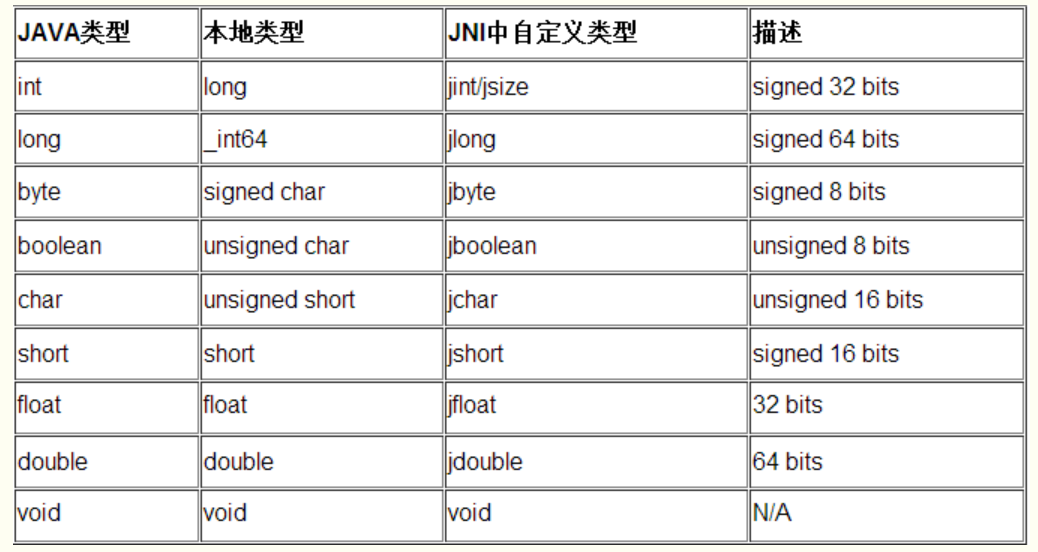 JAVA类型 本地类型 JNI中自定义类型 描述
int long jint/jsize signed 32 bits
long _int64 jlong signed 64 bits
byte signed char jbyte signed 8 bits
boolean unsigned char jboolean unsigned 8 bits
char unsigned short jchar unsigned 16 bits
short short jshort signed 16 bits
float float jfloat 32 bits
double double jdouble 64 bits
void void void N/A